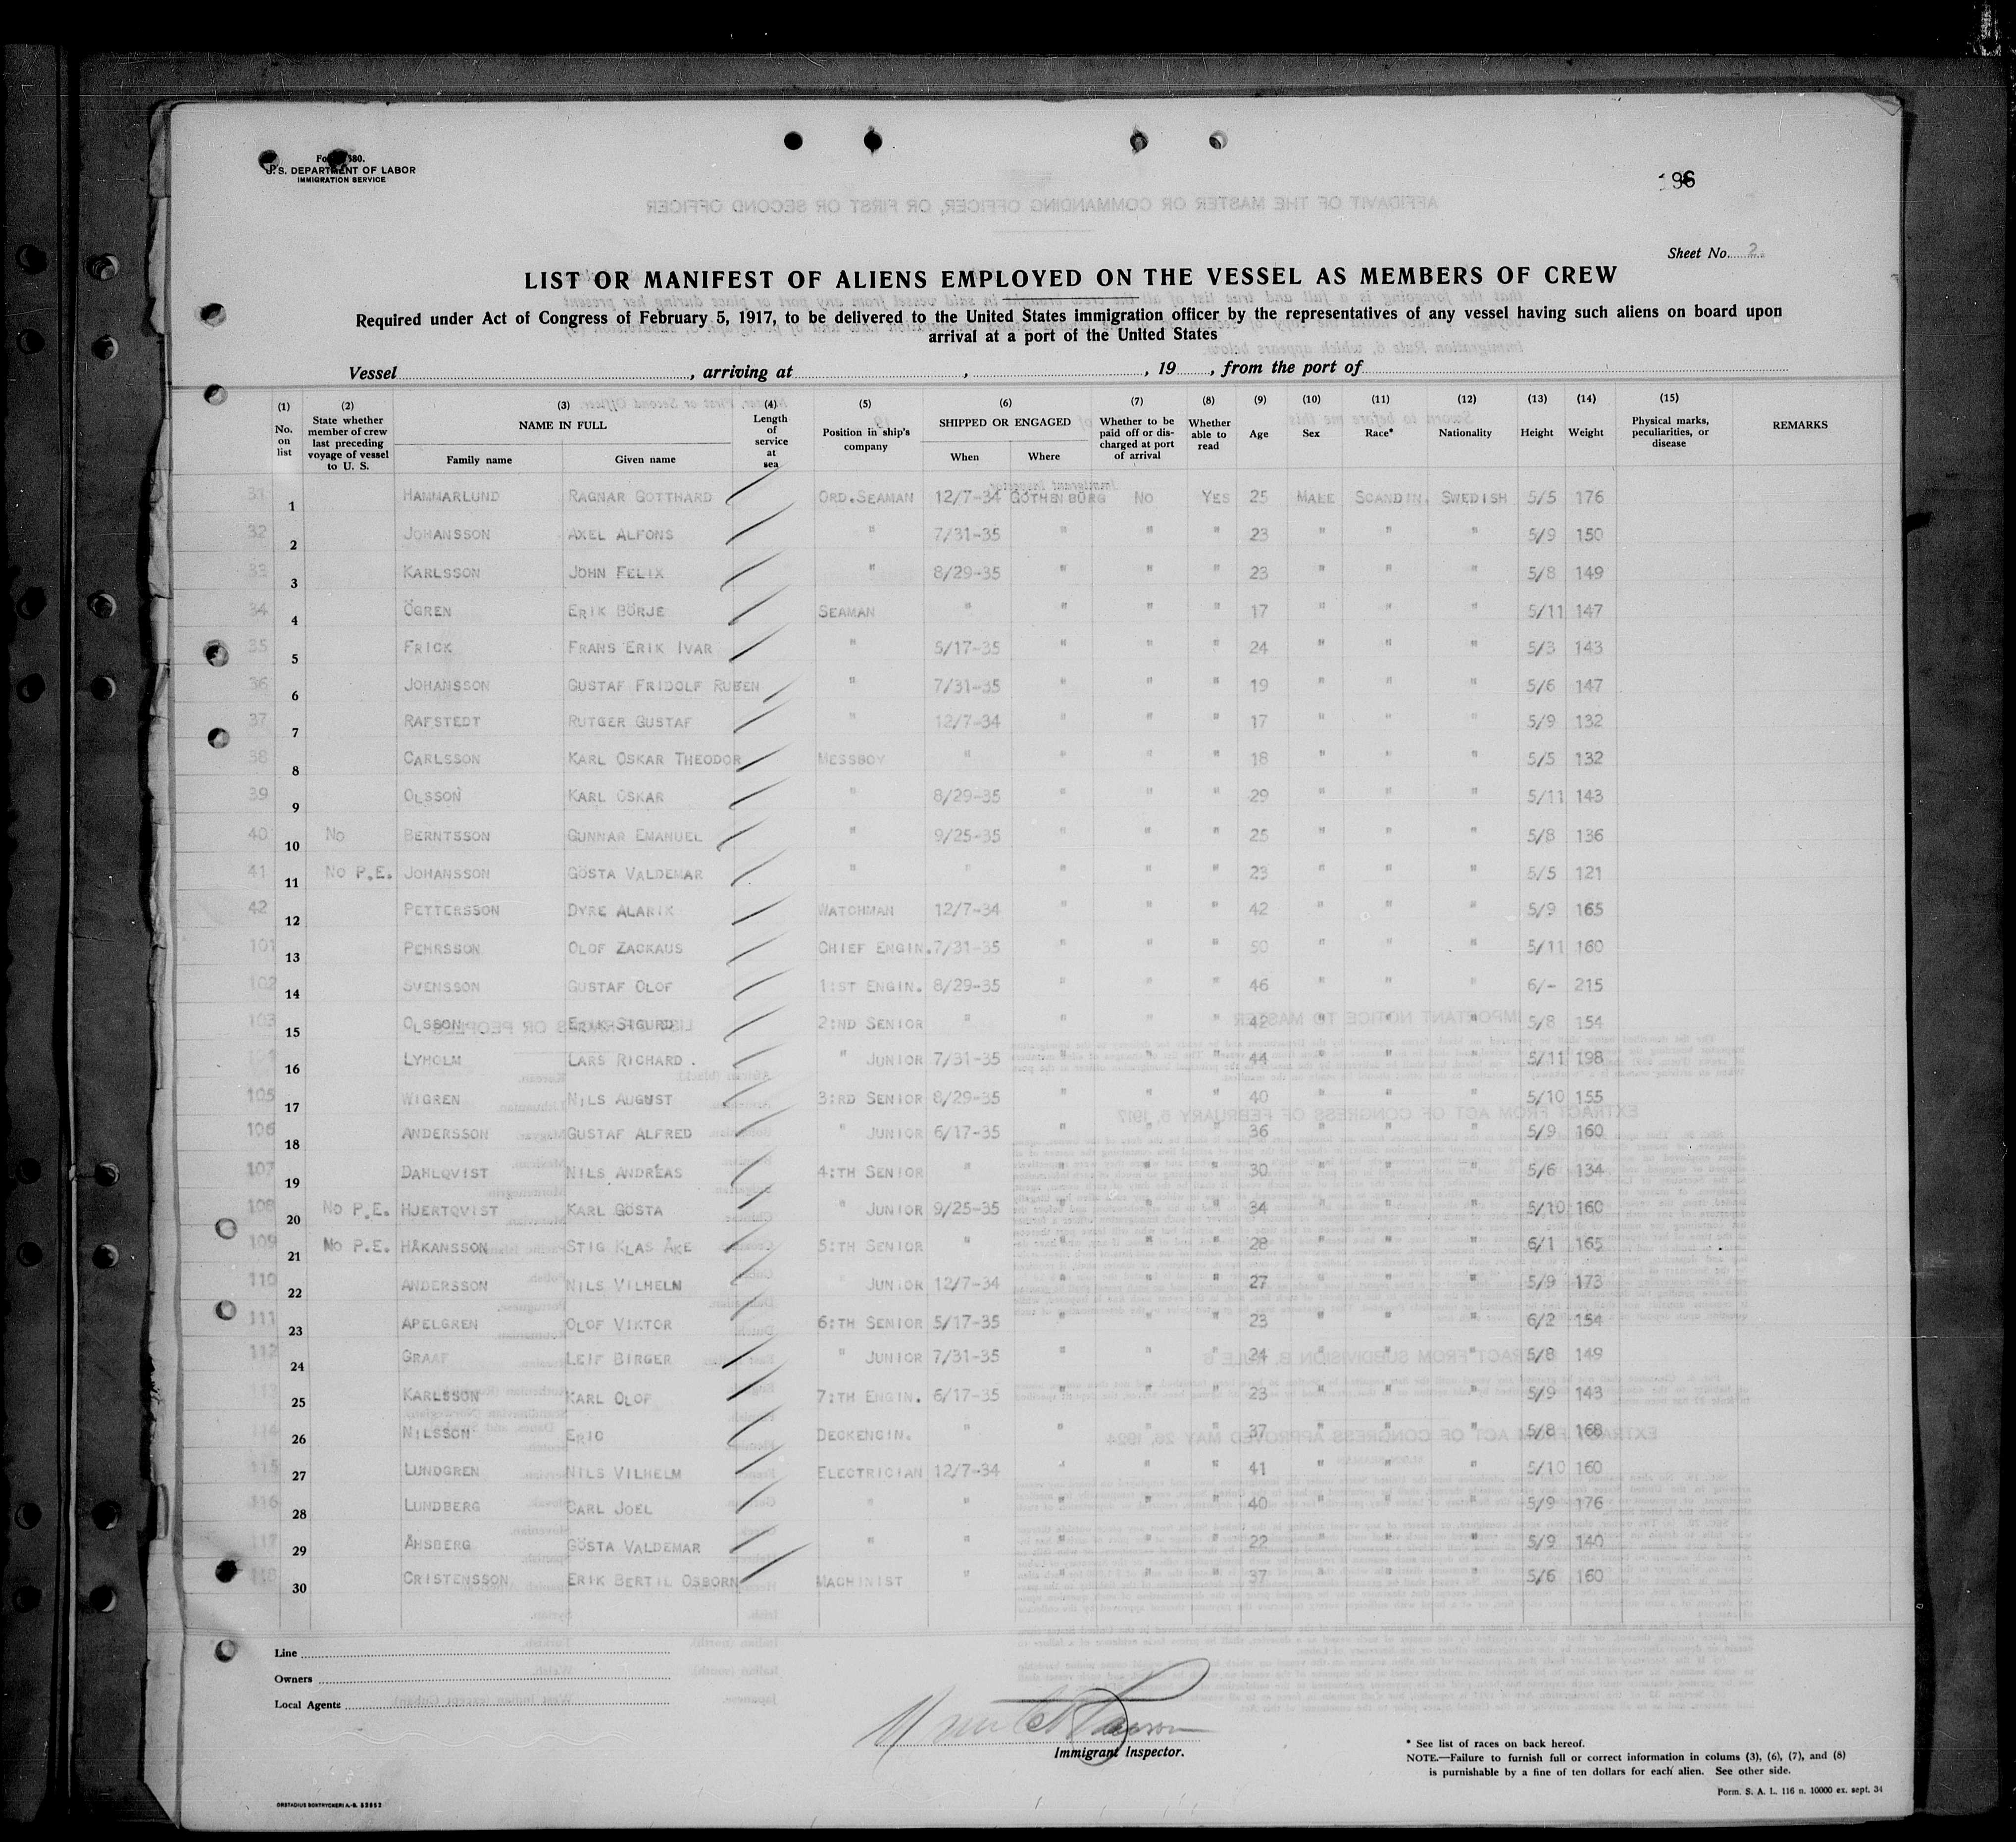 Form 680.
U.S. DEPARTMENT OF LABOR
IMMIGRATION SERVICE
196
Sheet No. 2.
LIST OR MANIFEST OF ALIENS EMPLOYED ON THE VESSEL AS MEMBERS OF CREW
Required under Act of Congress of February 5, 1917, to be delivered to the United States immigration officer by the representatives of any vessel having such aliens on board upon
arrival at a port of the United States
Vessel , arriving at , , 19 , from the port of
(1) No. on list (2) State whether member of crew last preceding voyage of vessel to U. S. (3) NAME IN FULL Family name Given name (4) Length of service at sea (5) Position in ship's company (6) SHIPPED OR ENGAGED When Where (7) Whether to be paid off or discharged at port of arrival (8) Whether able to read (9) Age (10) Sex (11) Race* (12) Nationality (13) Height (14) Weight (15) Physical marks, peculiarities, or disease REMARKS
31 1 HAMMARLUND RAGNAR GOTTHARD ORD.SEAMAN 12/7-34 GOTHENBURG NO YES 25 MALE SCANDIN. SWEDISH 5/5 176
32 2 JOHANSSON AXEL ALFONS " 7/31-35 " " " 23 " " " 5/9 150
33 3 KARLSSON JOHN FELIX " 8/29-35 " " " 23 " " " 5/8 149
34 4 ÖGREN ERIK BÖRJE SEAMAN " " " " 17 " " " 5/11 147
35 5 FRICK FRANS ERIK IVAR " 5/17-35 " " " 24 " " " 5/3 143
36 6 JOHANSSON GUSTAF FRIDOLF RUBEN " 7/31-35 " " " 19 " " " 5/6 147
37 7 RAFSTEDT RUTGER GUSTAF " 12/7-34 " " " 17 " " " 5/9 132
38 8 CARLSSON KARL OSKAR THEODOR MESSBOY " " " " 18 " " " 5/5 132
39 9 OLSSON KARL OSKAR " 8/29-35 " " " 29 " " " 5/11 143
40 10 No BERNTSSON GUNNAR EMANUEL " 9/25-35 " " " 25 " " " 5/8 136
41 11 No P.E. JOHANSSON GÖSTA VALDEMAR " " " " " 23 " " " 5/5 121
42 12 PETTERSSON DYRE ALARIK WATCHMAN 12/7-34 " " " 42 " " " 5/9 165
101 13 PEHRSSON OLOF ZACKAUS CHIEF ENGIN. 7/31-35 " " " 50 " " " 5/11 160
102 14 SVENSSON GUSTAF OLOF 1:ST ENGIN. 8/29-35 " " " 46 " " " 6/- 215
103 15 OLSSON ERIK SIGURD 2:ND SENIOR " " " " 42 " " " 5/8 154
16 LYHOLM LARS RICHARD . " JUNIOR 7/31-35 " " " 44 " " " 5/11 198
105 17 WIGREN NILS AUGUST 3:RD SENIOR 8/29-35 " " " 40 " " " 5/10 155
106 18 ANDERSSON GUSTAF ALFRED " JUNIOR 6/17-35 " " " 36 " " " 5/9 160
107 19 DAHLQVIST NILS ANDREAS 4:TH SENIOR " " " " 30 " " " 5/6 134
108 20 No P.E. HJERTQVIST KARL GÖSTA " JUNIOR 9/25-35 " " " 34 " " " 5/10 160
109 21 No P.E. HÅKANSSON STIG KLAS ÅKE 5:TH SENIOR " " " " 28 " " " 6/1 165
110 22 ANDERSSON NILS VILHELM " JUNIOR 12/7-34 " " " 27 " " " 5/9 173
111 23 APELGREN OLOF VIKTOR 6:TH SENIOR 5/17-35 " " " 23 " " " 6/2 154
112 24 GRAAF LEIF BIRGER " JUNIOR 7/31-35 " " " 24 " " " 5/8 149
113 25 KARLSSON KARL OLOF 7:TH ENGIN. 6/17-35 " " " 23 " " " 5/9 143
114 26 NILSSON ERIC DECKENGIN. " " " " 37 " " " 5/8 168
115 27 LUNDGREN NILS VILHELM ELECTRICIAN 12/7-34 " " " 41 " " " 5/10 160
116 28 LUNDBERG CARL JOEL " " " " " 40 " " " 5/9 176
117 29 ÅHSBERG GÖSTA VALDEMAR " " " " " 22 " " " 5/9 140
118 30 CRISTENSSON ERIK BERTIL OSBORN MACHINIST " " " " 37 " " " 5/6 160
Line
Owners
Local Agents
Immigrant Inspector.
* See list of races on back hereof.
NOTE.—Failure to furnish full or correct information in colums (3), (6), (7), and (8)
is purnishable by a fine of ten dollars for each alien. See other side.
Form. S. A. L. 116 n. 10000 ex. sept. 34